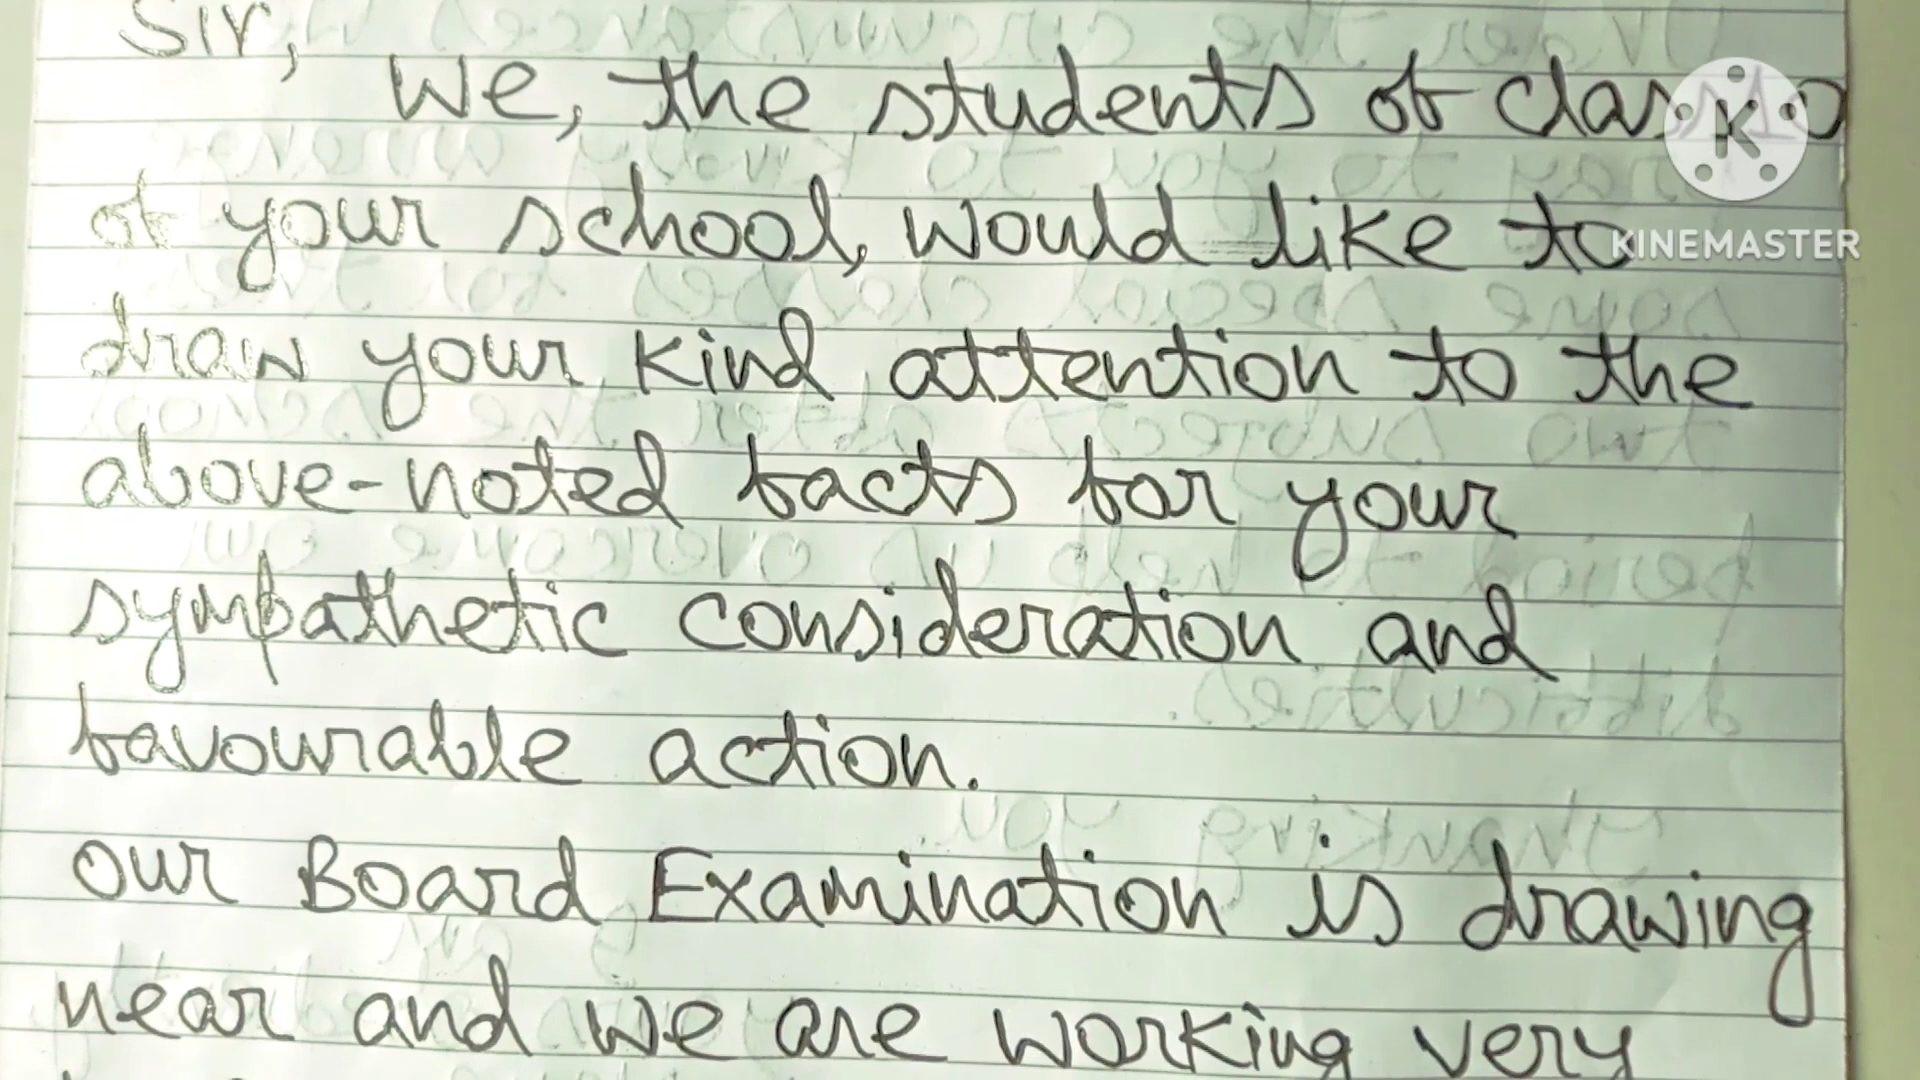 Sir,
We, the students of class 10
of your school, would like to
KINEMASTER
draw your kind attention to the
above-noted facts for your
sympathetic consideration and
favourable action.
our Board Examination is drawing
near and we are working very